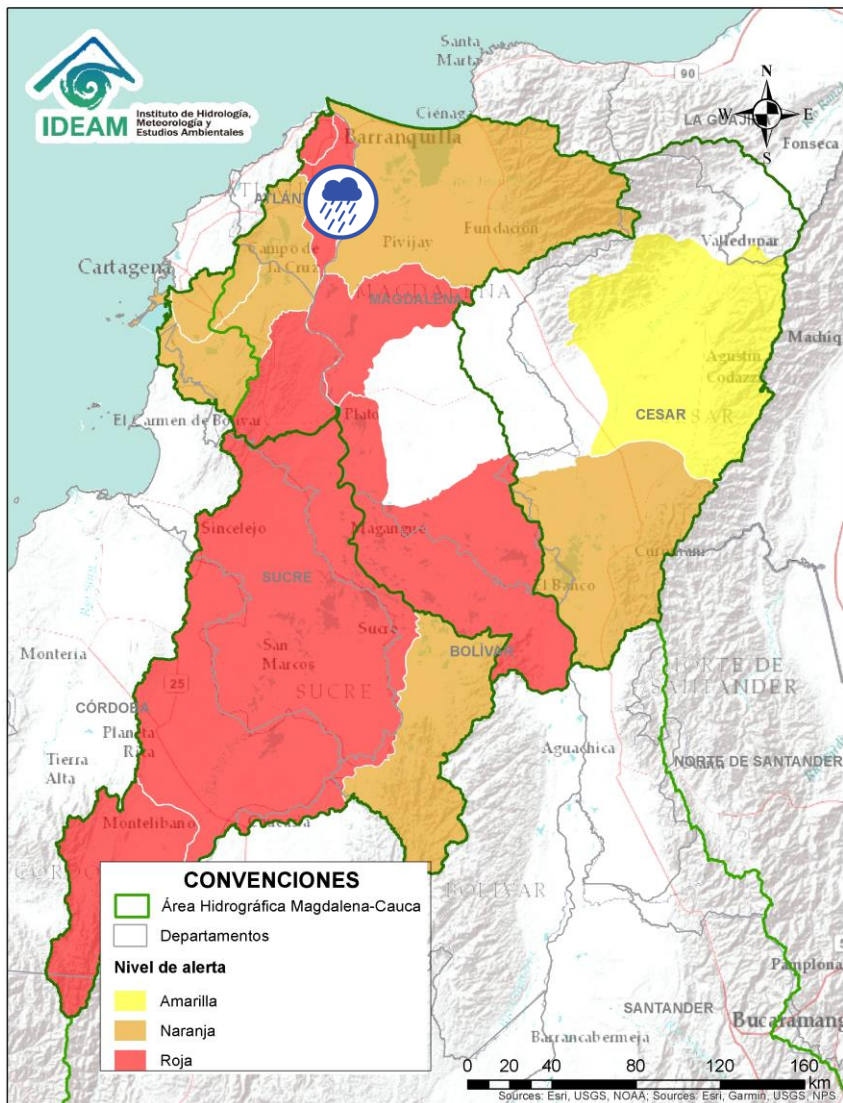 Santa
Marta
90
N
W E
S
LA GUAJIRA
Fonseca
IDEAM
Instituto de Hidrología,
Meteorología y
Estudios Ambientales
Ciénaga
Barranquilla
Fundación
Pivijay
Valledupar
Cartagena
Campo de
la Cruz
MAGDALENA
Agustín
Codazzi
CESAR
El Carmen de Bolívar
Plato
Sincelejo
Magangué
SUCRE
El Banco
Sucre
BOLÍVAR
San
Marcos
SUCRE
Montería
25
NORTE DE
SANTANDER
CÓRDOBA
Planeta
Rica
Tierra
Alta
Aguachica
NORTE DE SANTANDER
Montelíbano
BOLÍVAR
CONVENCIONES
Área Hidrográfica Magdalena-Cauca
Departamentos
Nivel de alerta
Amarilla
Naranja
Roja
Pamplona
SANTANDER
Bucaramang
Barrancabermeja
0 20 40 80 120 160
km
Sources: Esri, USGS, NOAA; Sources: Esri, Garmin, USGS, NPS